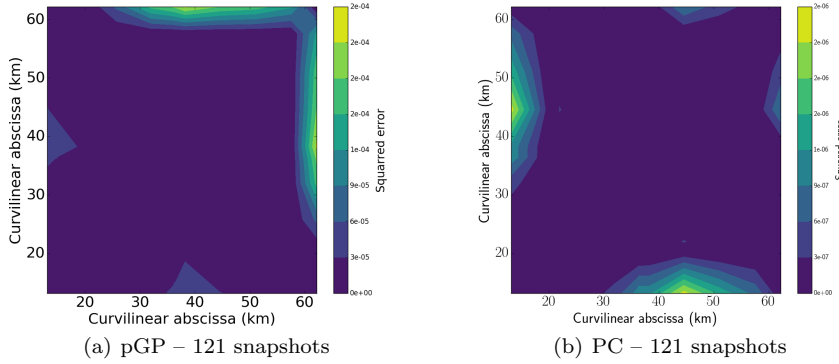 60
50
40
30
20
Curvilinear abscissa (km)
20 30 40 50 60
Curvilinear abscissa (km)
2e-04
2e-04
2e-04
2e-04
1e-04
9e-05
6e-05
3e-05
0e+00
Squarred error
(a) pGP – 121 snapshots
60
50
40
30
20
Curvilinear abscissa (km)
20 30 40 50 60
Curvilinear abscissa (km)
2e-06
2e-06
2e-06
2e-06
1e-06
9e-07
6e-07
3e-07
0e+00
(b) PC – 121 snapshots